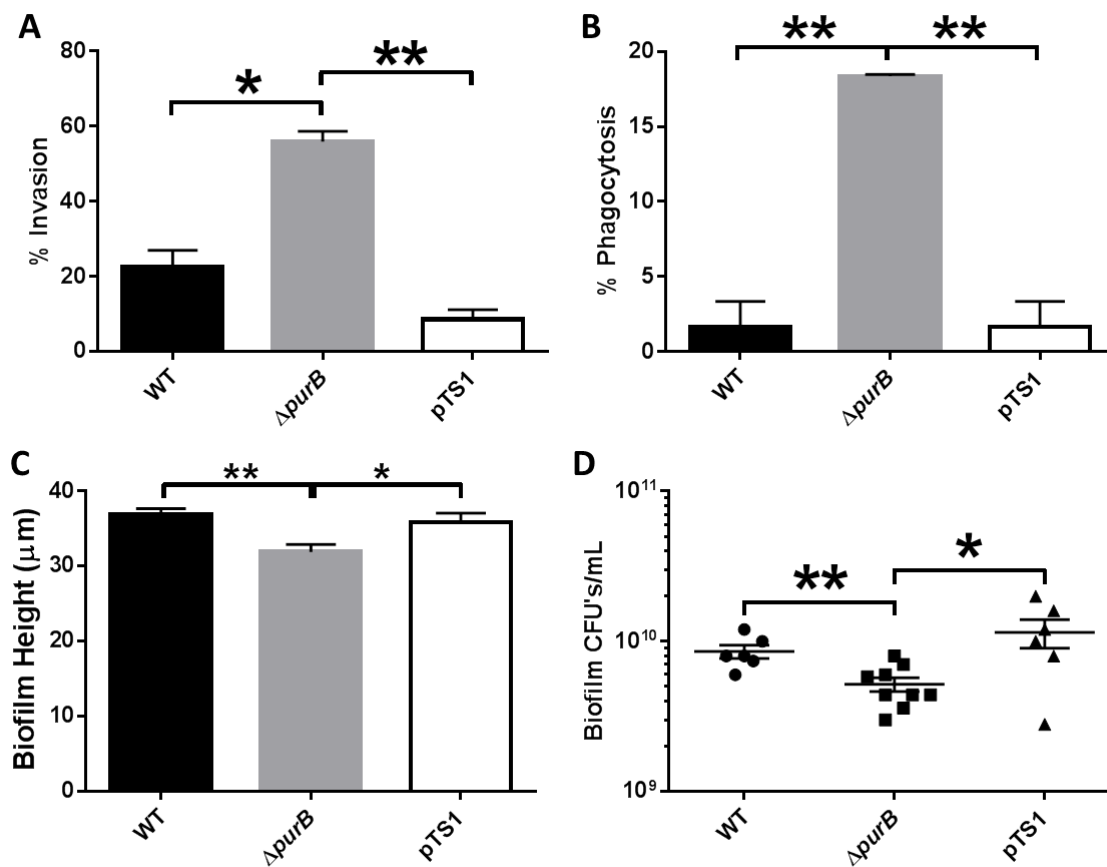 A
% Invasion
80
60
40
20
0
*
**
WT
ΔpurB
pTS1
B
% Phagocytosis
20
15
10
5
0
**
**
WT
ΔpurB
pTS1
C
Biofilm Height (μm)
40
30
20
10
0
**
*
WT
ΔpurB
pTS1
D
Biofilm CFU's/mL
10¹¹
10¹⁰
10⁹
**
*
WT
ΔpurB
pTS1